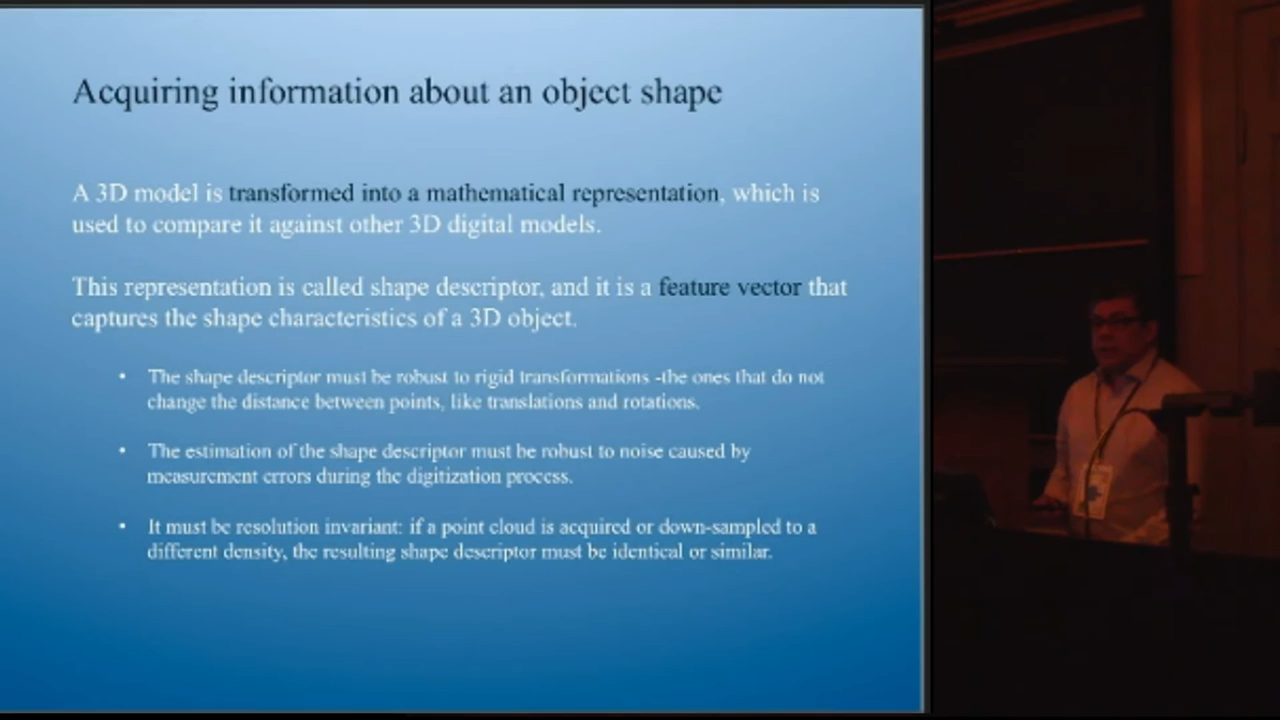 Acquiring information about an object shape
A 3D model is transformed into a mathematical representation, which is
used to compare it against other 3D digital models.
This representation is called shape descriptor, and it is a feature vector that
captures the shape characteristics of a 3D object.
• The shape descriptor must be robust to rigid transformations -the ones that do not
change the distance between points, like translations and rotations.
• The estimation of the shape descriptor must be robust to noise caused by
measurement errors during the digitization process.
• It must be resolution invariant: if a point cloud is acquired or down-sampled to a
different density, the resulting shape descriptor must be identical or similar.